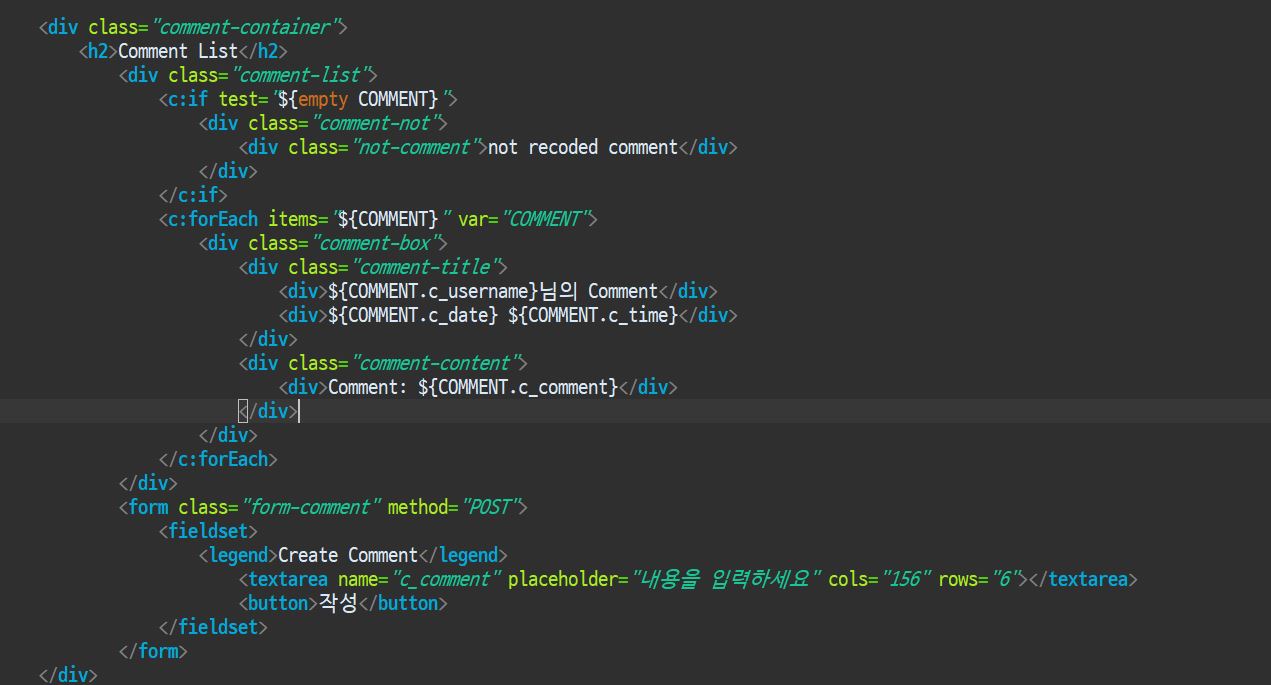 <div class="comment-container">
<h2>Comment List</h2>
<div class="comment-list">
<c:if test="${empty COMMENT}">
<div class="comment-not">
<div class="not-comment">not recoded comment</div>
</div>
</c:if>
<c:forEach items="${COMMENT}" var="COMMENT">
<div class="comment-box">
<div class="comment-title">
<div>${COMMENT.c_username}님의 Comment</div>
<div>${COMMENT.c_date} ${COMMENT.c_time}</div>
</div>
<div class="comment-content">
<div>Comment: ${COMMENT.c_comment}</div>
</div>
</div>
</c:forEach>
</div>
<form class="form-comment" method="POST">
<fieldset>
<legend>Create Comment</legend>
<textarea name="c_comment" placeholder="내용을 입력하세요" cols="156" rows="6"></textarea>
<button>작성</button>
</fieldset>
</form>
</div>